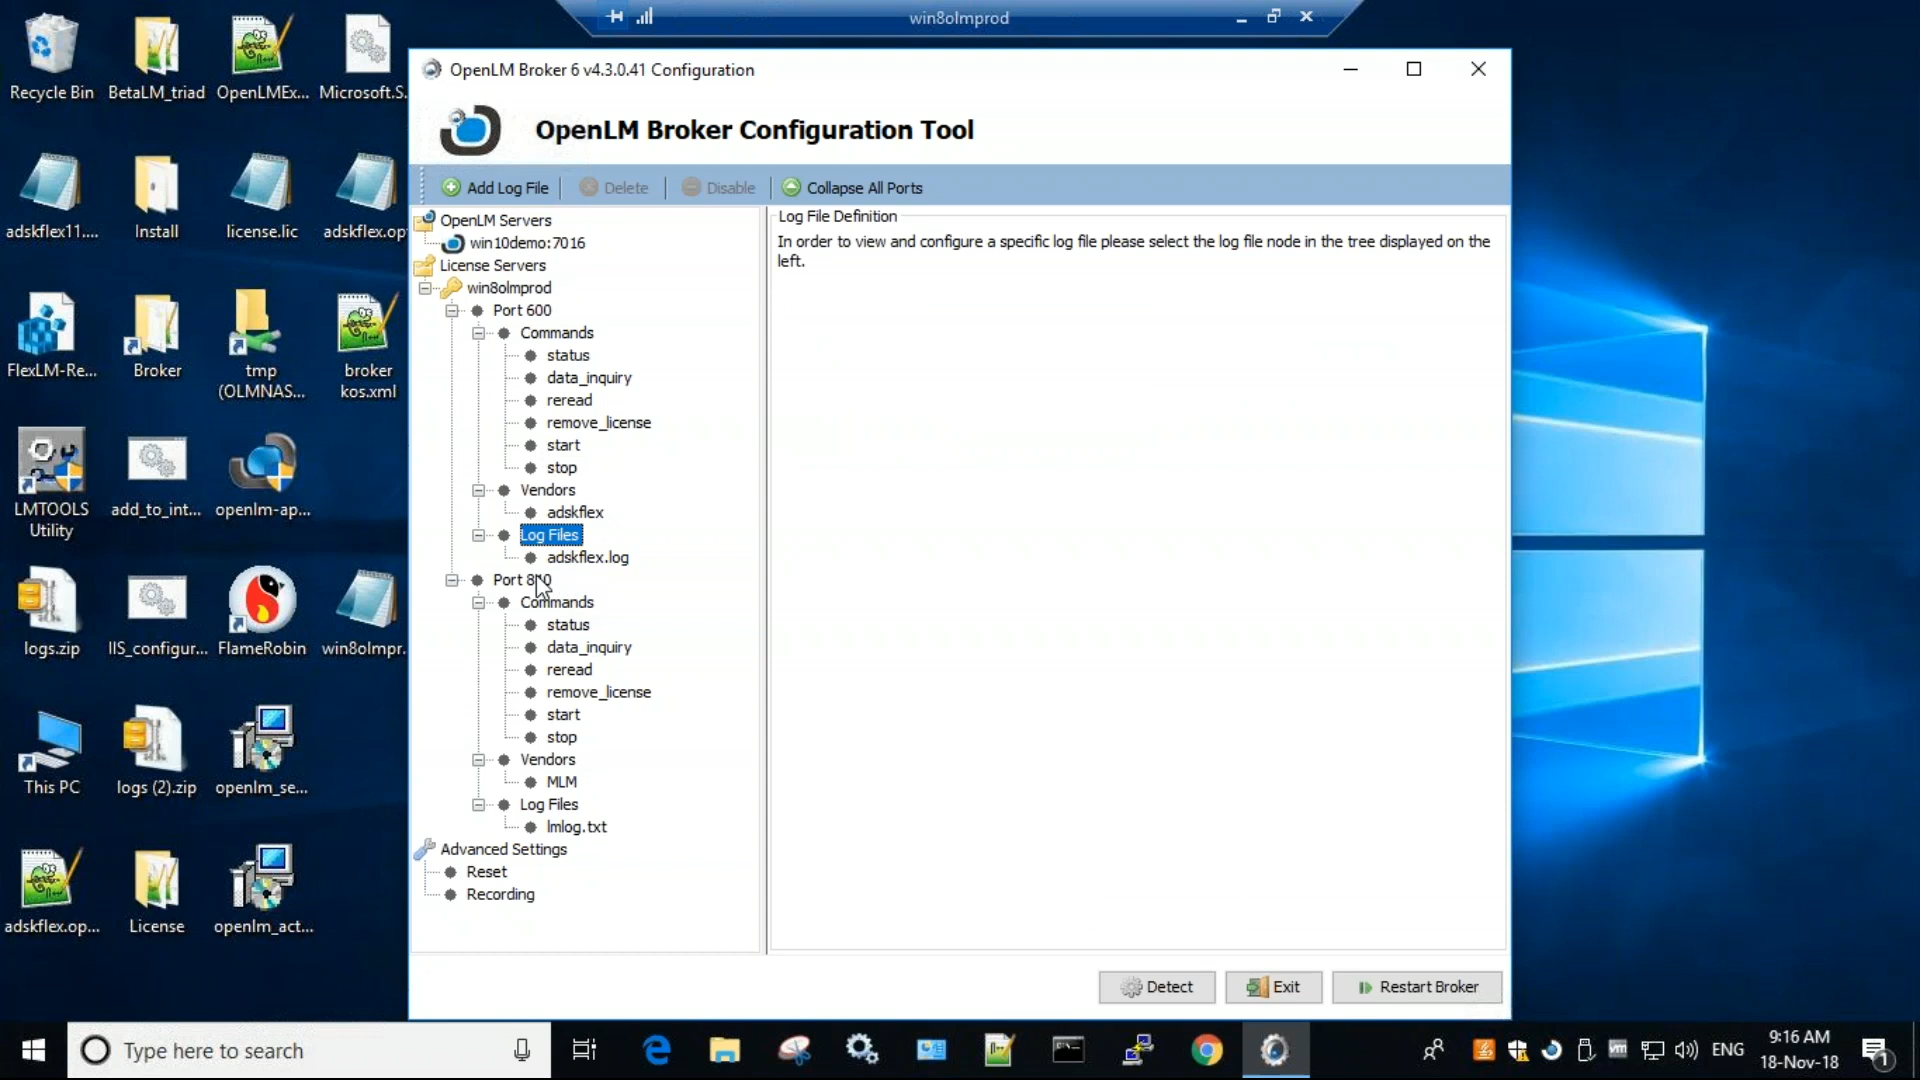 win8olmprod
Recycle Bin
BetaLM_triad
OpenLMEx...
Microsoft.S...
adskflex11....
Install
license.lic
adskflex.op
FlexLM-Re...
Broker
tmp
(OLMNAS...
broker
kos.xml
LMTOOLS
Utility
add_to_int...
openlm-ap...
logs.zip
IIS_configur...
FlameRobin
win8olmpr...
This PC
logs (2).zip
openlm_se...
adskflex.op...
License
openlm_act...
OpenLM Broker 6 v4.3.0.41 Configuration
OpenLM Broker Configuration Tool
Add Log File
Delete
Disable
Collapse All Ports
OpenLM Servers
win10demo:7016
License Servers
win8olmprod
Port 600
Commands
status
data_inquiry
reread
remove_license
start
stop
Vendors
adskflex
Log Files
adskflex.log
Port
Commands
status
data_inquiry
reread
remove_license
start
stop
Vendors
MLM
Log Files
lmlog.txt
Advanced Settings
Reset
Recording
Log File Definition
In order to view and configure a specific log file please select the log file node in the tree displayed on the
left.
Detect
Exit
Restart Broker
Type here to search
ENG
9:16 AM
18-Nov-18
1